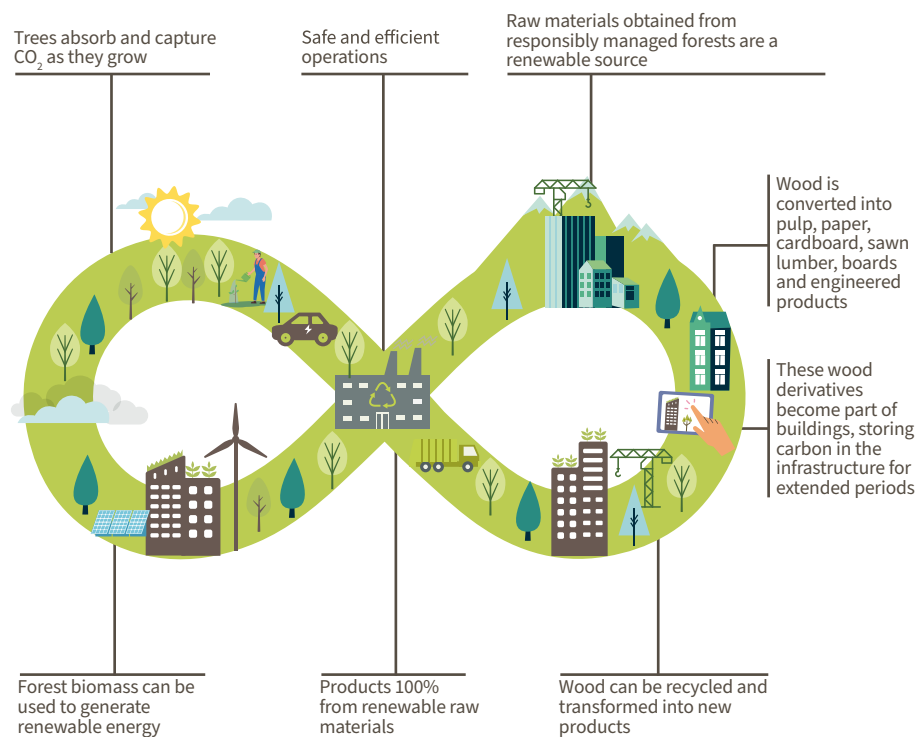 Trees absorb and capture
CO2 as they grow
Safe and efficient
operations
Raw materials obtained from
responsibly managed forests are a
renewable source
Wood is
converted into
pulp, paper,
cardboard, sawn
lumber, boards
and engineered
products
These wood
derivatives
become part of
buildings, storing
carbon in the
infrastructure for
extended periods
Forest biomass can be
used to generate
renewable energy
Products 100%
from renewable raw
materials
Wood can be recycled and
transformed into new
products